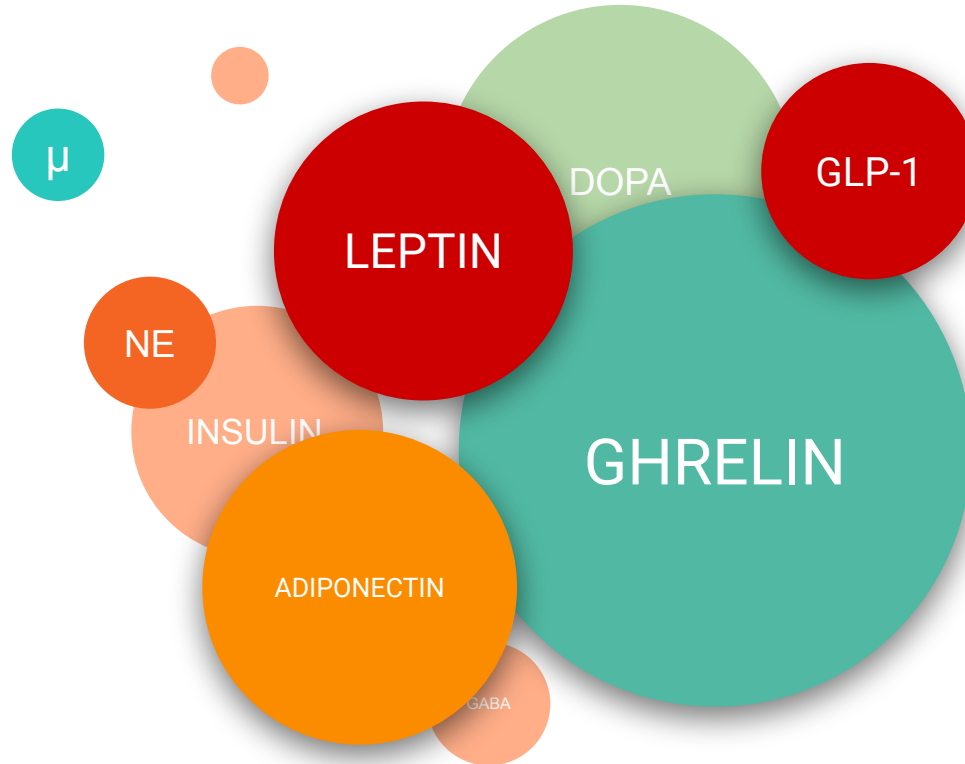 μ
DOPA
GLP-1
LEPTIN
NE
INSULIN
GHRELIN
ADIPONECTIN
GABA